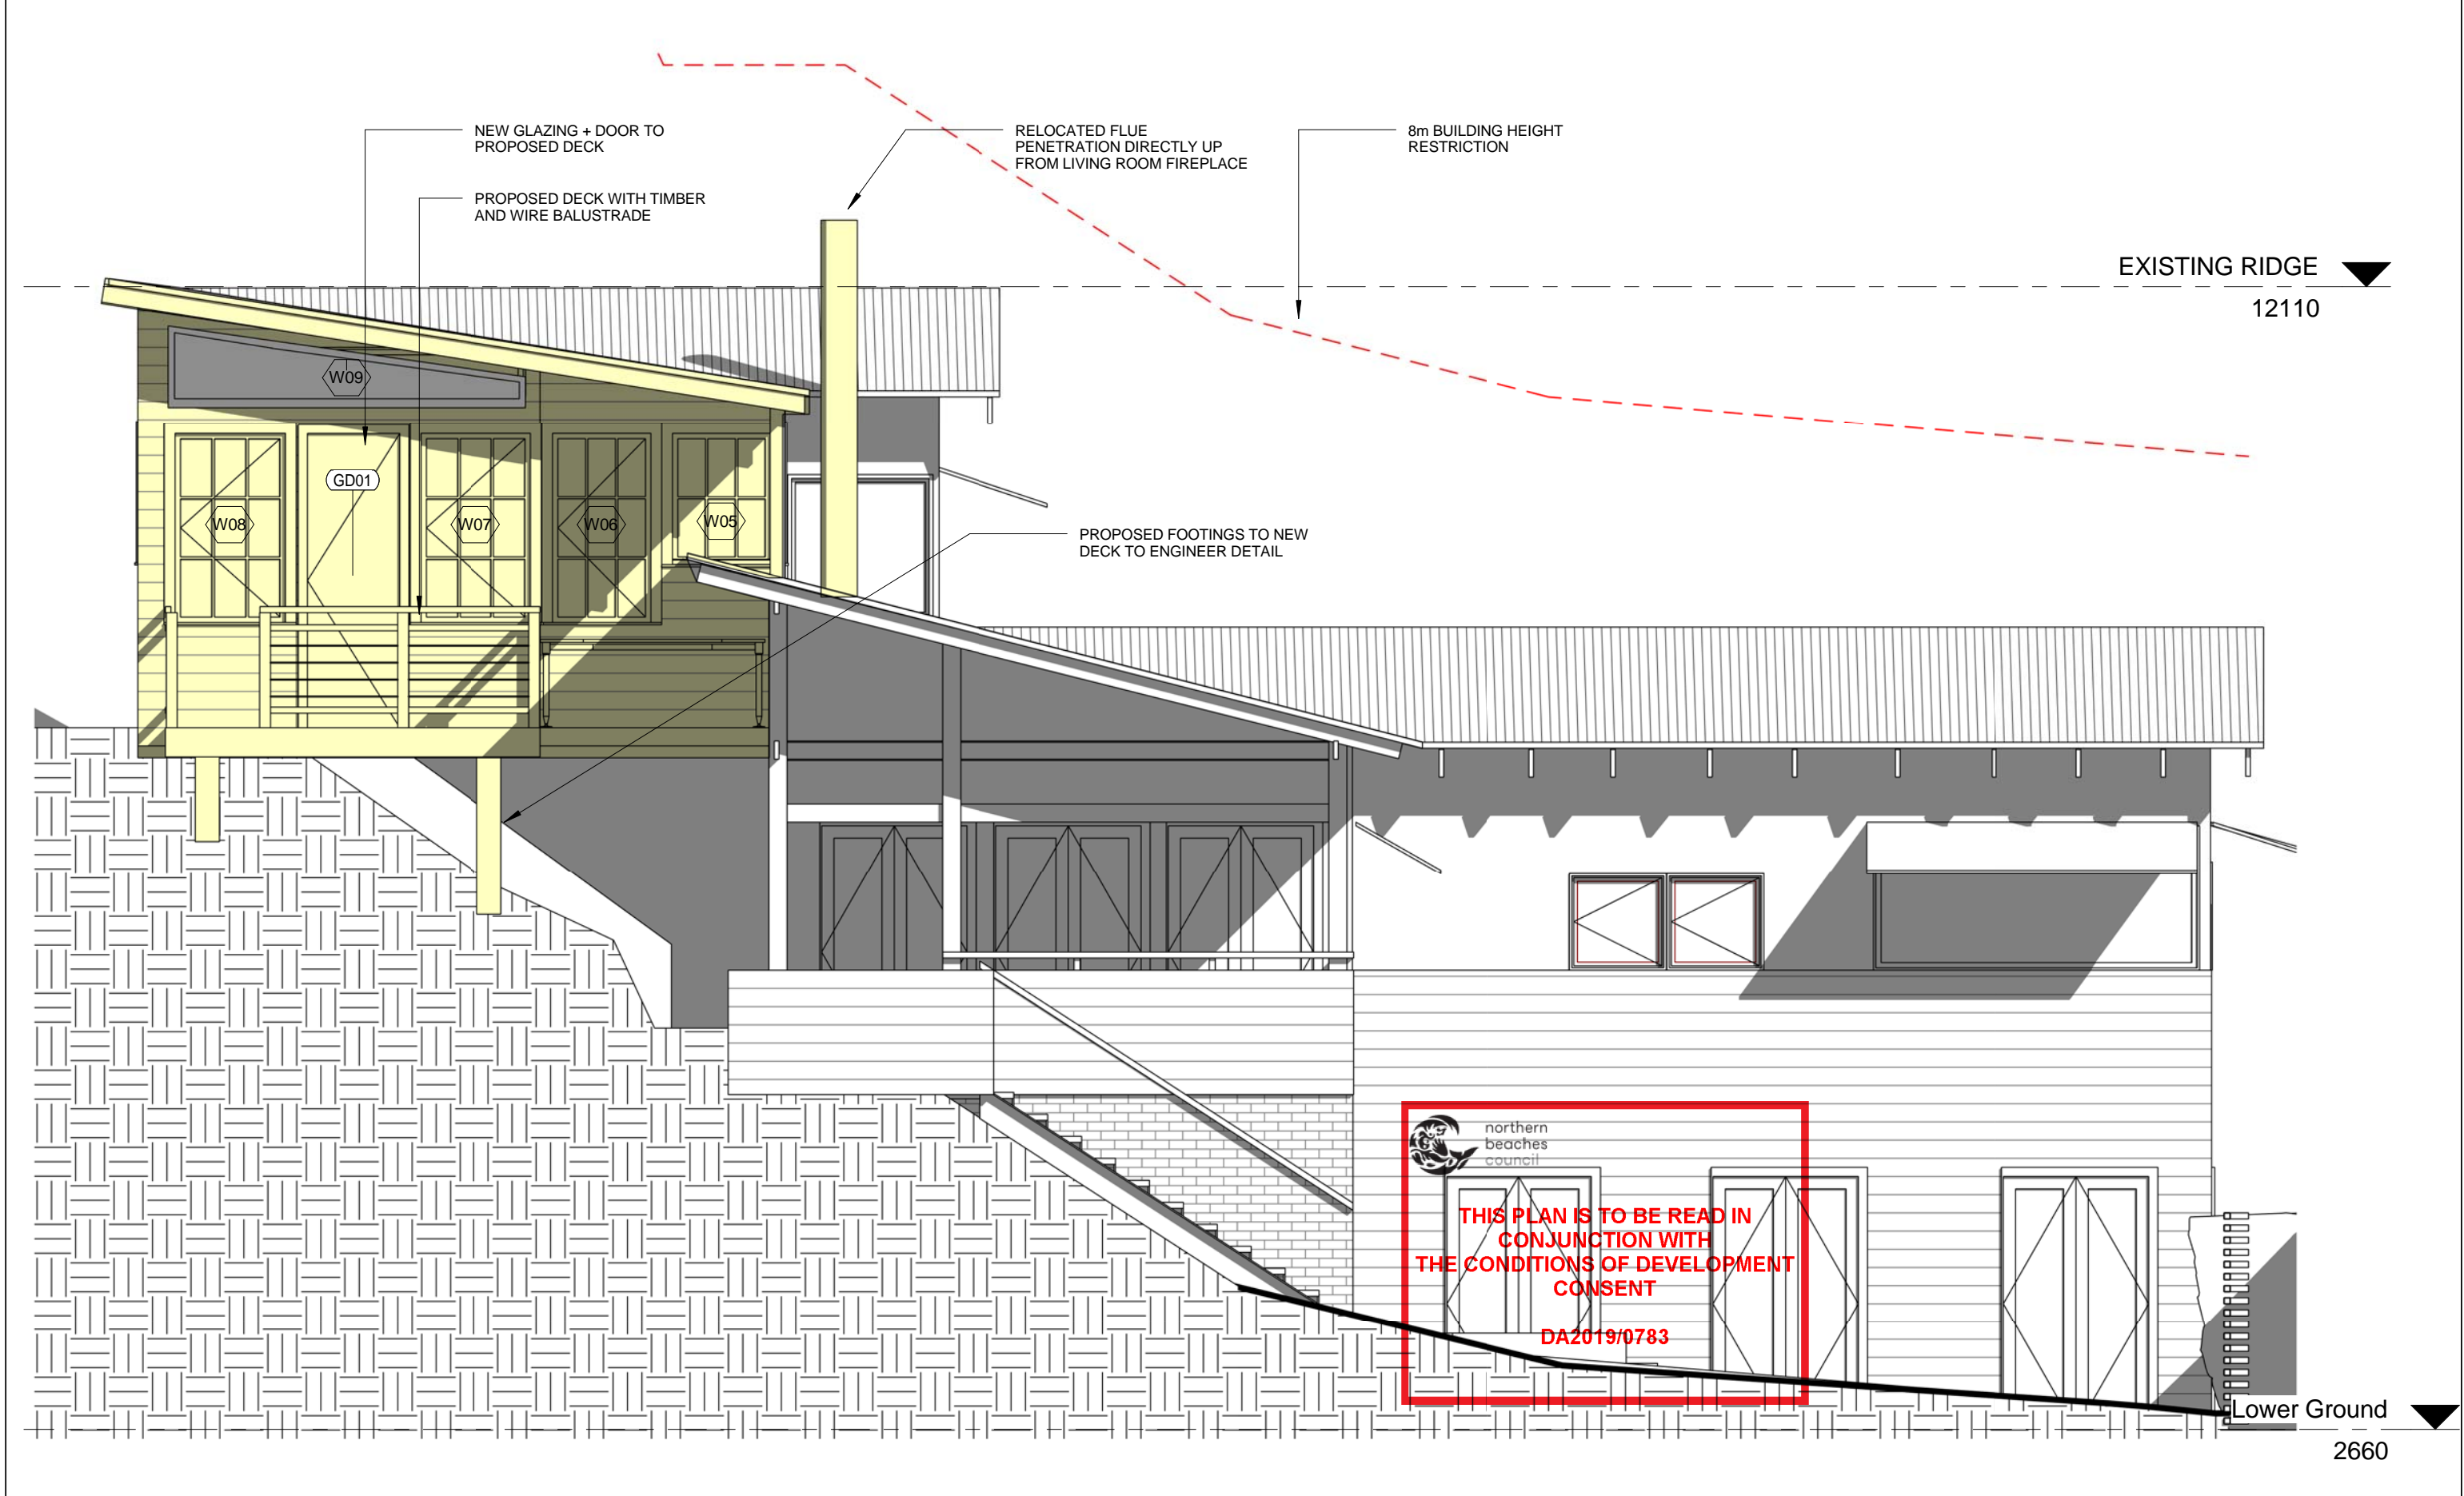 NEW GLAZING + DOOR TO
PROPOSED DECK
RELOCATED FLUE
PENETRATION DIRECTLY UP
FROM LIVING ROOM FIREPLACE
8m BUILDING HEIGHT
RESTRICTION
PROPOSED DECK WITH TIMBER
AND WIRE BALUSTRADE
EXISTING RIDGE
12110
W09
GD01
W08
W07
W06
W05
PROPOSED FOOTINGS TO NEW
DECK TO ENGINEER DETAIL
northern
beaches
council
THIS PLAN IS TO BE READ IN
CONJUNCTION WITH
THE CONDITIONS OF DEVELOPMENT
CONSENT
DA2019/0783
Lower Ground
2660